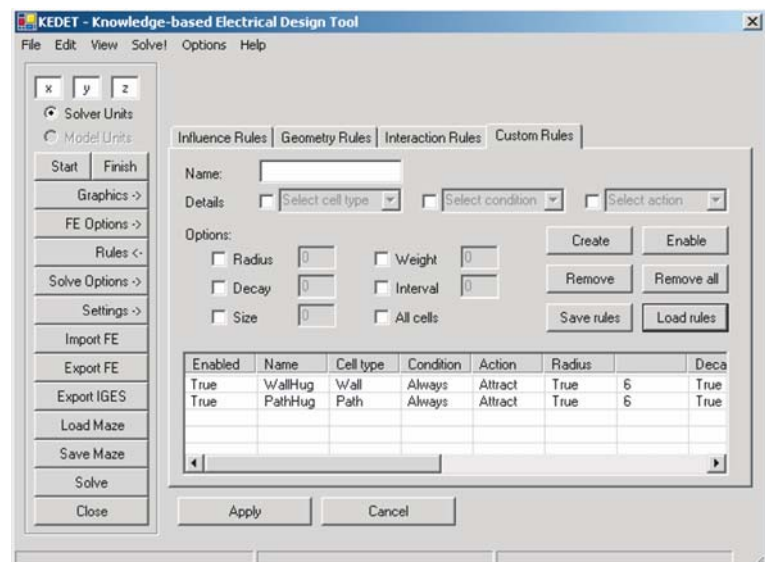 KEDET - Knowledge-based Electrical Design Tool
File Edit View Solve! Options Help
x y z
Solver Units
Model Units
Start Finish
Graphics ->
FE Options ->
Rules <-
Solve Options ->
Settings ->
Import FE
Export FE
Export IGES
Load Maze
Save Maze
Solve
Close
Influence Rules Geometry Rules Interaction Rules Custom Rules
Name:
Details Select cell type Select condition Select action
Options:
Radius 0 Weight 0
Decay 0 Interval 0
Size 0 All cells
Create Enable
Remove Remove all
Save rules Load rules
Enabled Name Cell type Condition Action Radius Deca
True WallHug Wall Always Attract True 6 True
True PathHug Path Always Attract True 6 True
Apply Cancel